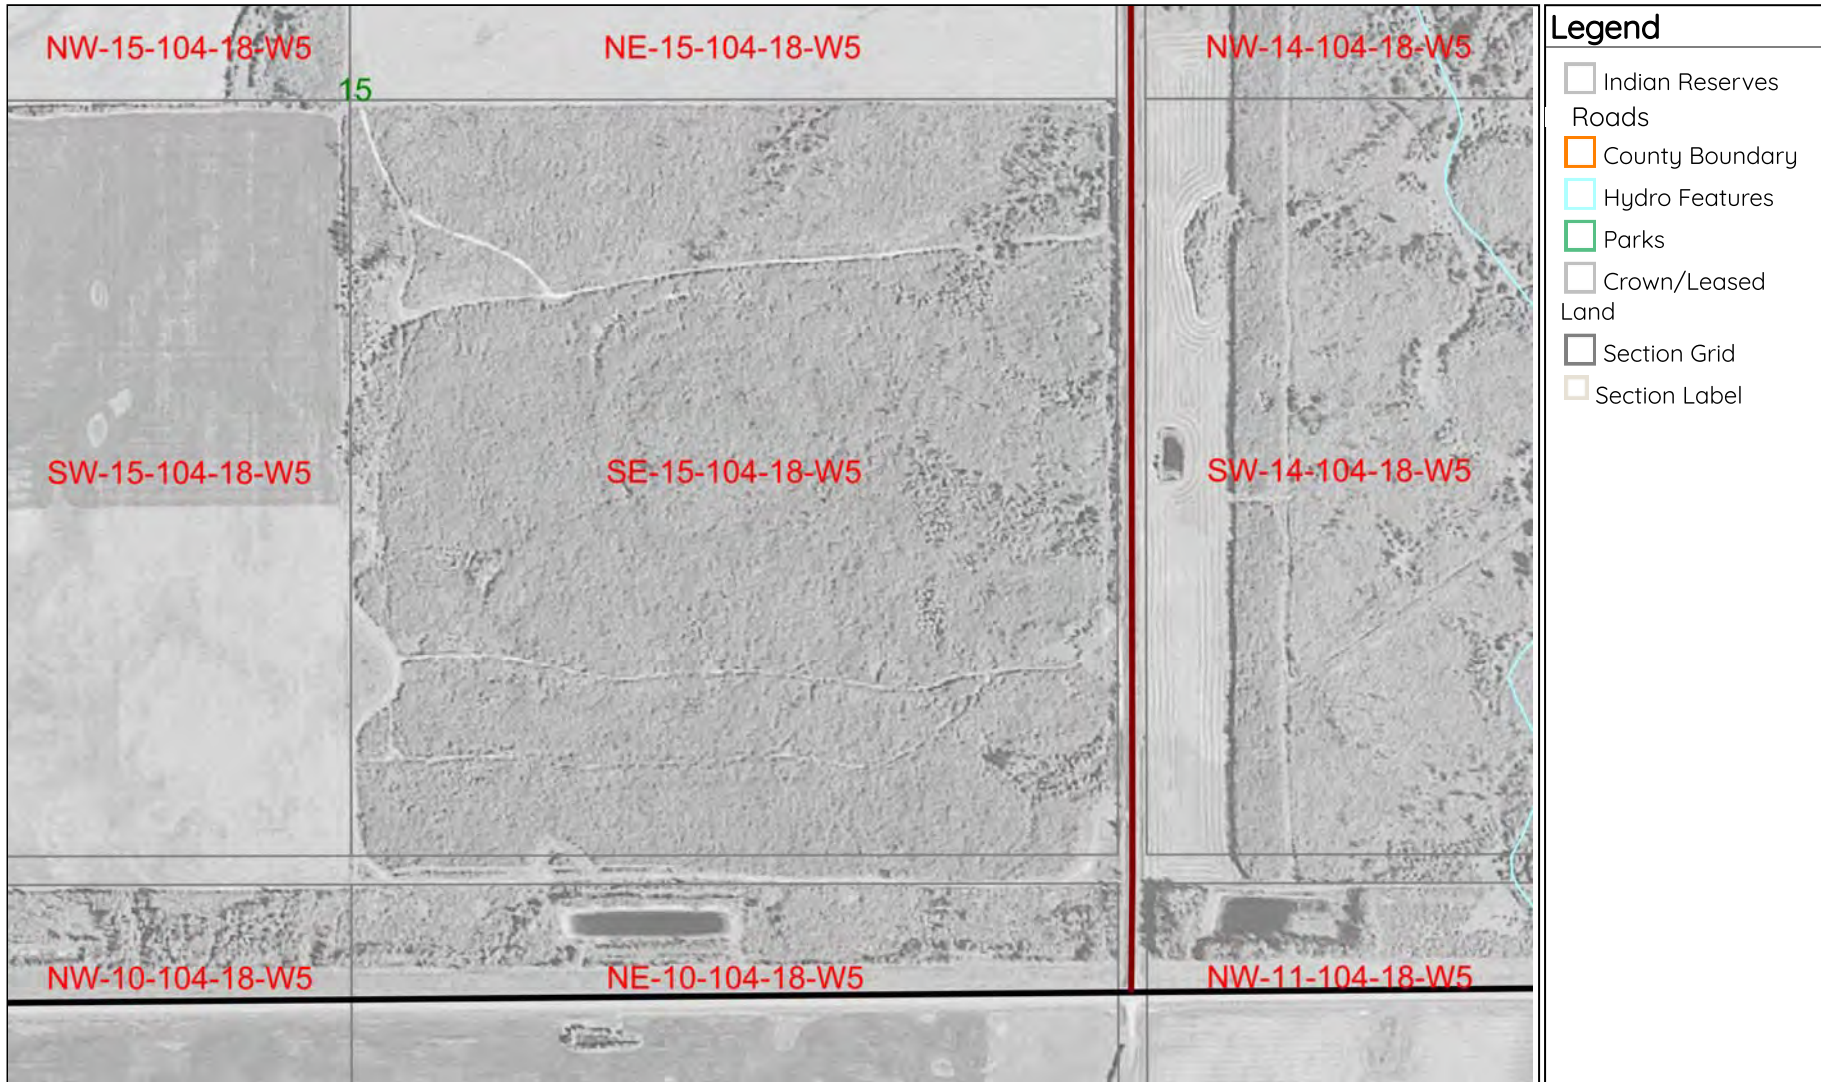 NW-15-104-18-W5 NE-15-104-18-W5 NW-14-104-18-W5
15
SW-15-104-18-W5 SE-15-104-18-W5 SW-14-104-18-W5
NW-10-104-18-W5 NE-10-104-18-W5 NW-11-104-18-W5
Legend
Indian Reserves
Roads
County Boundary
Hydro Features
Parks
Crown/Leased
Land
Section Grid
Section Label